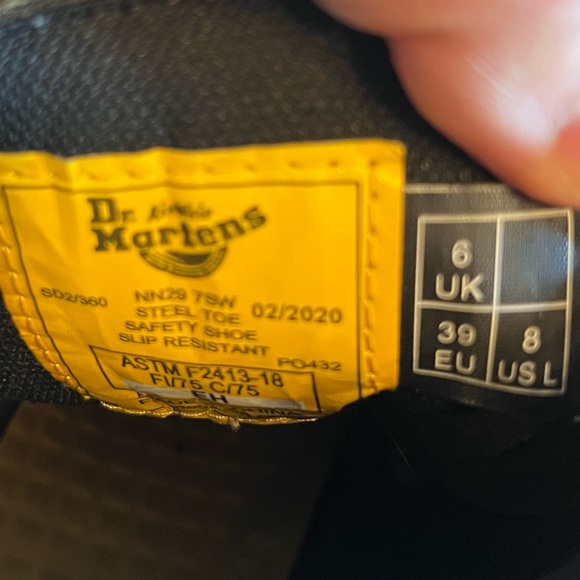 Dr. Martens
SD2/360
NN29 7SW
STEEL TOE
02/2020
SAFETY SHOE
SLIP RESISTANT
PO432
ASTM F2413-18
F1/75 C/75
EH
6
UK
39
EU
8
US L